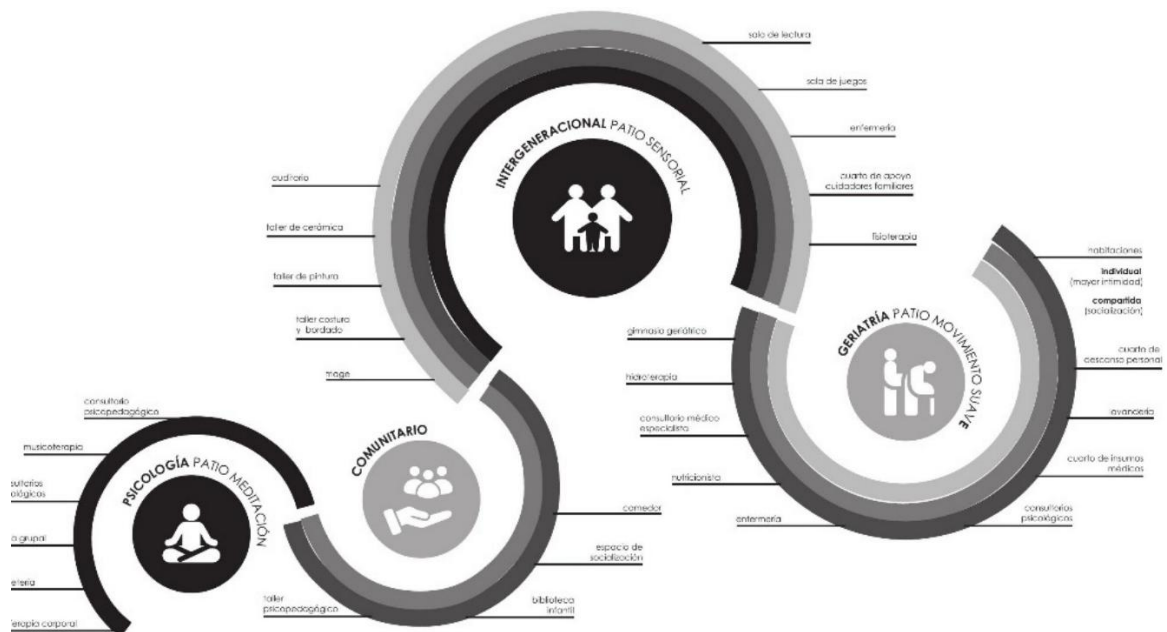 sala de lectura
sala de juegos
enfermería
cuarto de apoyo
cuidadores familiares
fisioterapia
INTERGENERACIONAL PATIO SENSORIAL
auditorio
taller de cerámica
taller de pintura
taller costura
y bordado
triage
habitaciones
individual
(mayor intimidad)
compartida
(socialización)
cuarto de
descanso personal
lavandería
cuarto de insumos
médicos
consultorios
psicológicos
GERIATRÍA PATIO MOVIMIENTO SUAVE
gimnasio geriátrico
hidroterapia
consultorio médico
especialista
nutricionista
enfermería
COMUNITARIO
comedor
espacio de
socialización
biblioteca
infantil
taller
psicopedagógico
consultorio
psicopedagógico
musicoterapia
PSICOLOGÍA PATIO MEDITACIÓN
grupal
corporal